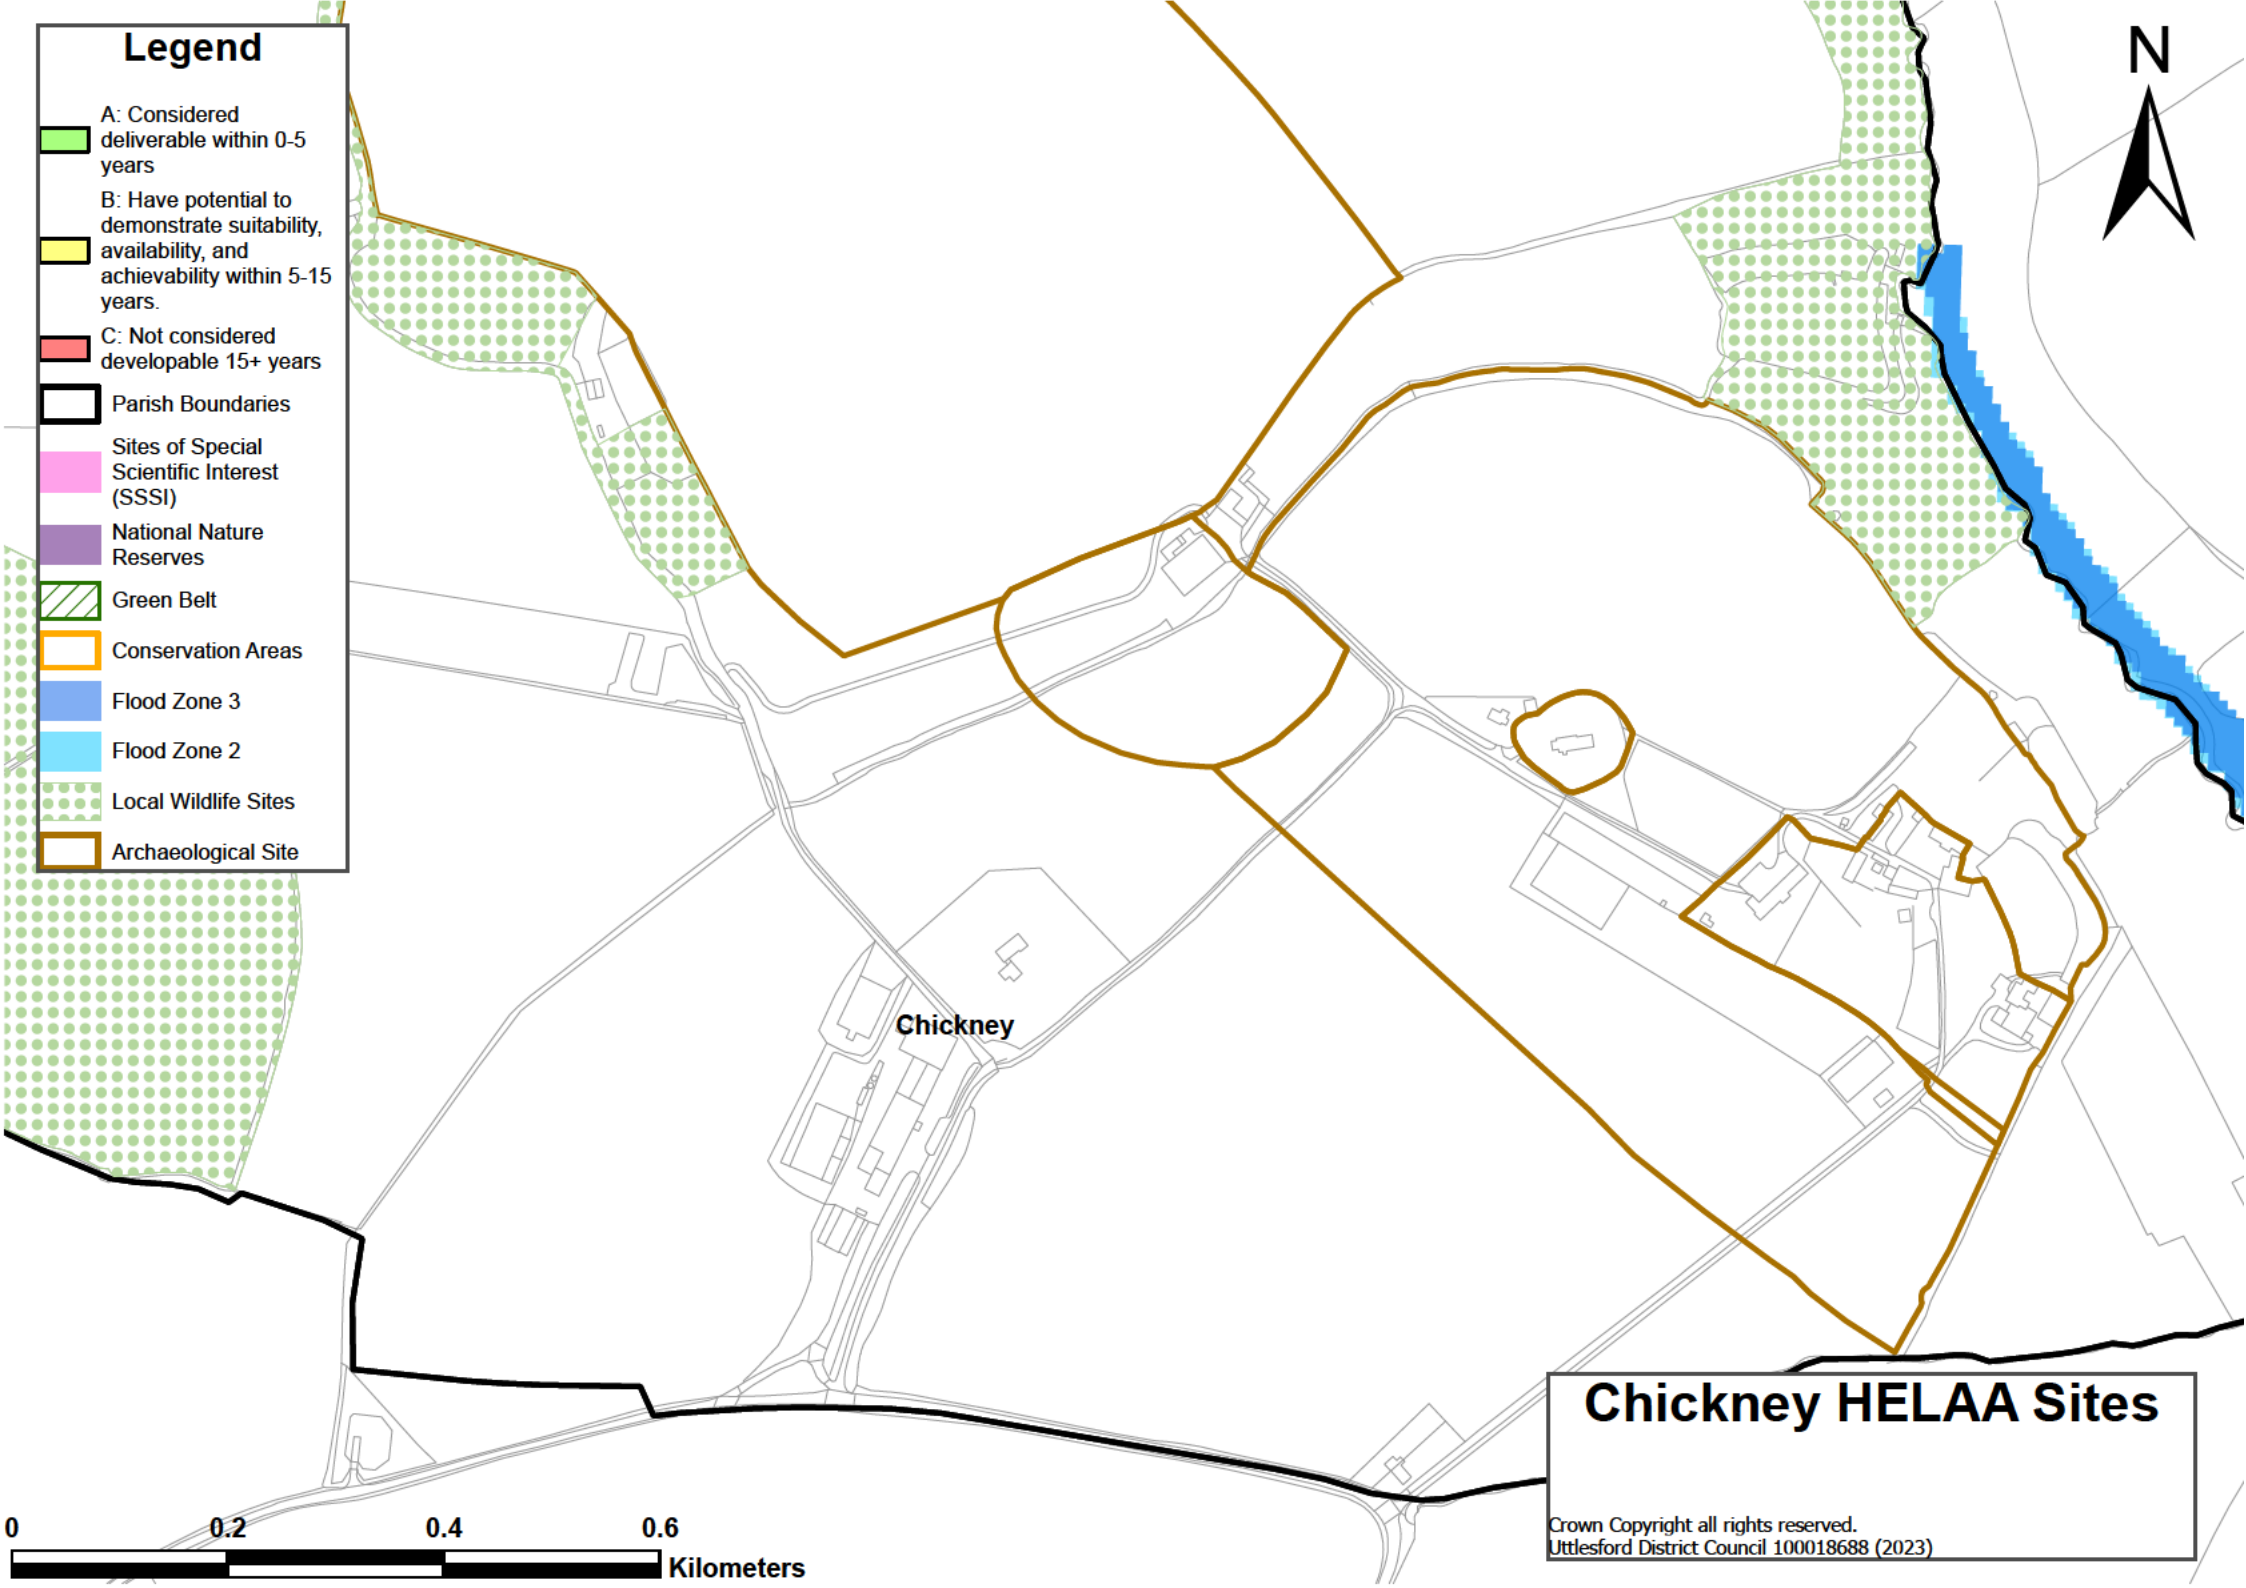 Legend
A: Considered
deliverable within 0-5
years
B: Have potential to
demonstrate suitability,
availability, and
achievability within 5-15
years.
C: Not considered
developable 15+ years
Parish Boundaries
Sites of Special
Scientific Interest
(SSSI)
National Nature
Reserves
Green Belt
Conservation Areas
Flood Zone 3
Flood Zone 2
Local Wildlife Sites
Archaeological Site
N
Chickney
Chickney HELAA Sites
Crown Copyright all rights reserved.
Uttlesford District Council 100018688 (2023)
0 0.2 0.4 0.6
Kilometers